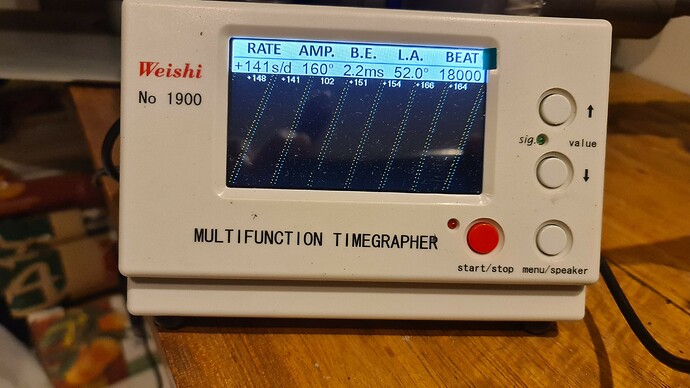 RATE AMP. B.E. L.A. BEAT
+141s/d 160° 2.2ms 52.0° 18000
+148 +141 102 +151 +154 +166 +164
Weishi
No 1900
sig.
value
MULTIFUNCTION TIMEGRAPHER
start/stop menu/speaker
4